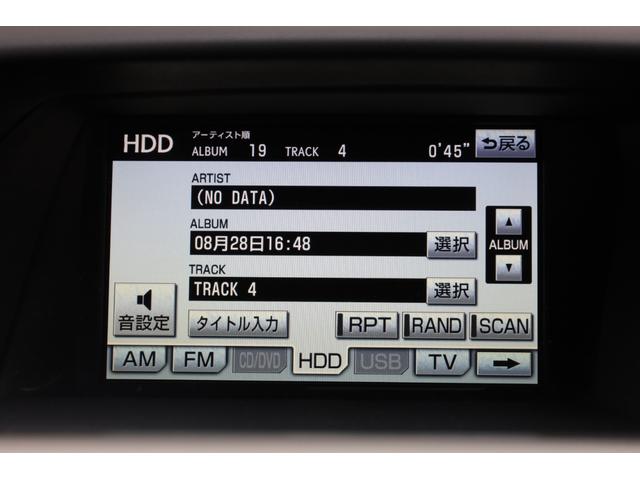 HDD アーティスト順
ALBUM 19 TRACK 4 0'45" 戻る
ARTIST
(NO DATA)
ALBUM
08月28日16:48 選択 ALBUM
TRACK
TRACK 4 選択
音設定 タイトル入力 RPT RAND SCAN
AM FM CD/DVD HDD USB TV